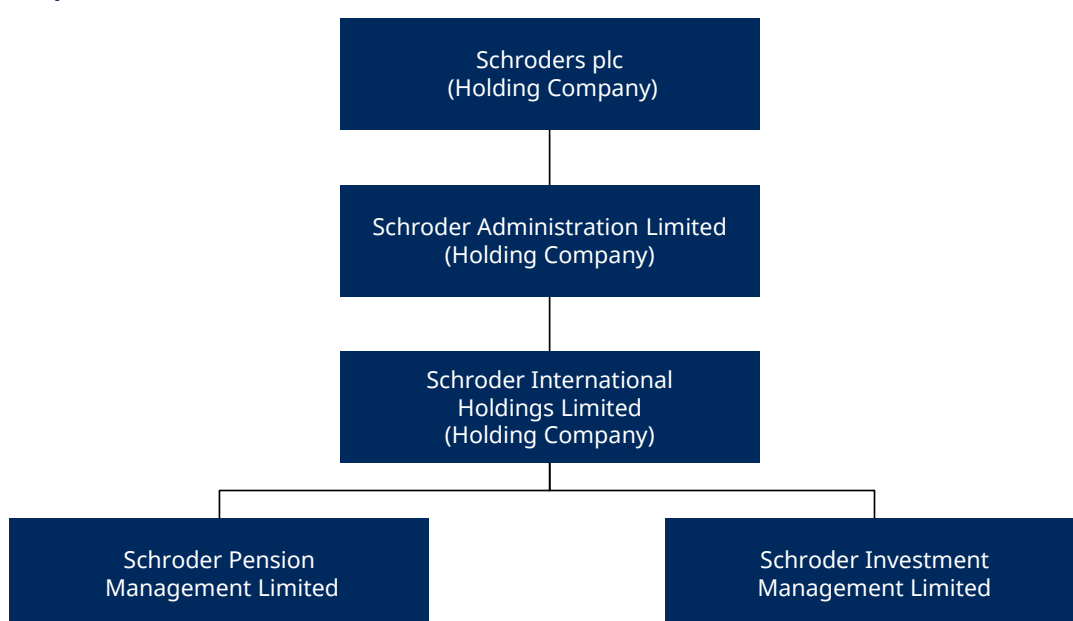 Schroders plc
(Holding Company)
Schroder Administration Limited
(Holding Company)
Schroder International
Holdings Limited
(Holding Company)
Schroder Pension
Management Limited
Schroder Investment
Management Limited